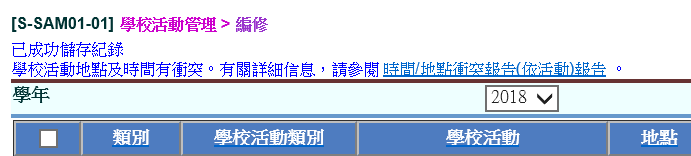 [S-SAM01-01] 學校活動管理 > 編修
已成功儲存紀錄
學校活動地點及時間有衝突。有關詳細信息，請參閱 時間/地點衝突報告(依活動)報告 。
學年 2018
類別 學校活動類別 學校活動 地點